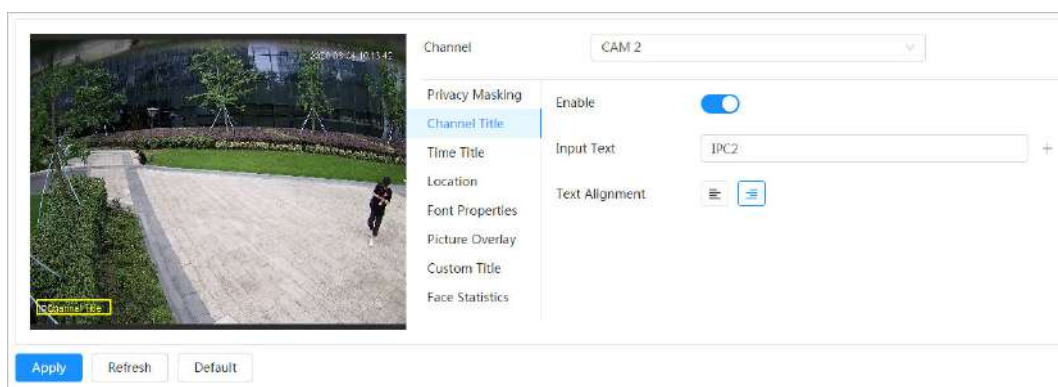 Channel
CAM 2
Privacy Masking
Channel Title
Time Title
Location
Font Properties
Picture Overlay
Custom Title
Face Statistics
Enable
Input Text
IPC2
+
Text Alignment
Channel Title
Apply
Refresh
Default